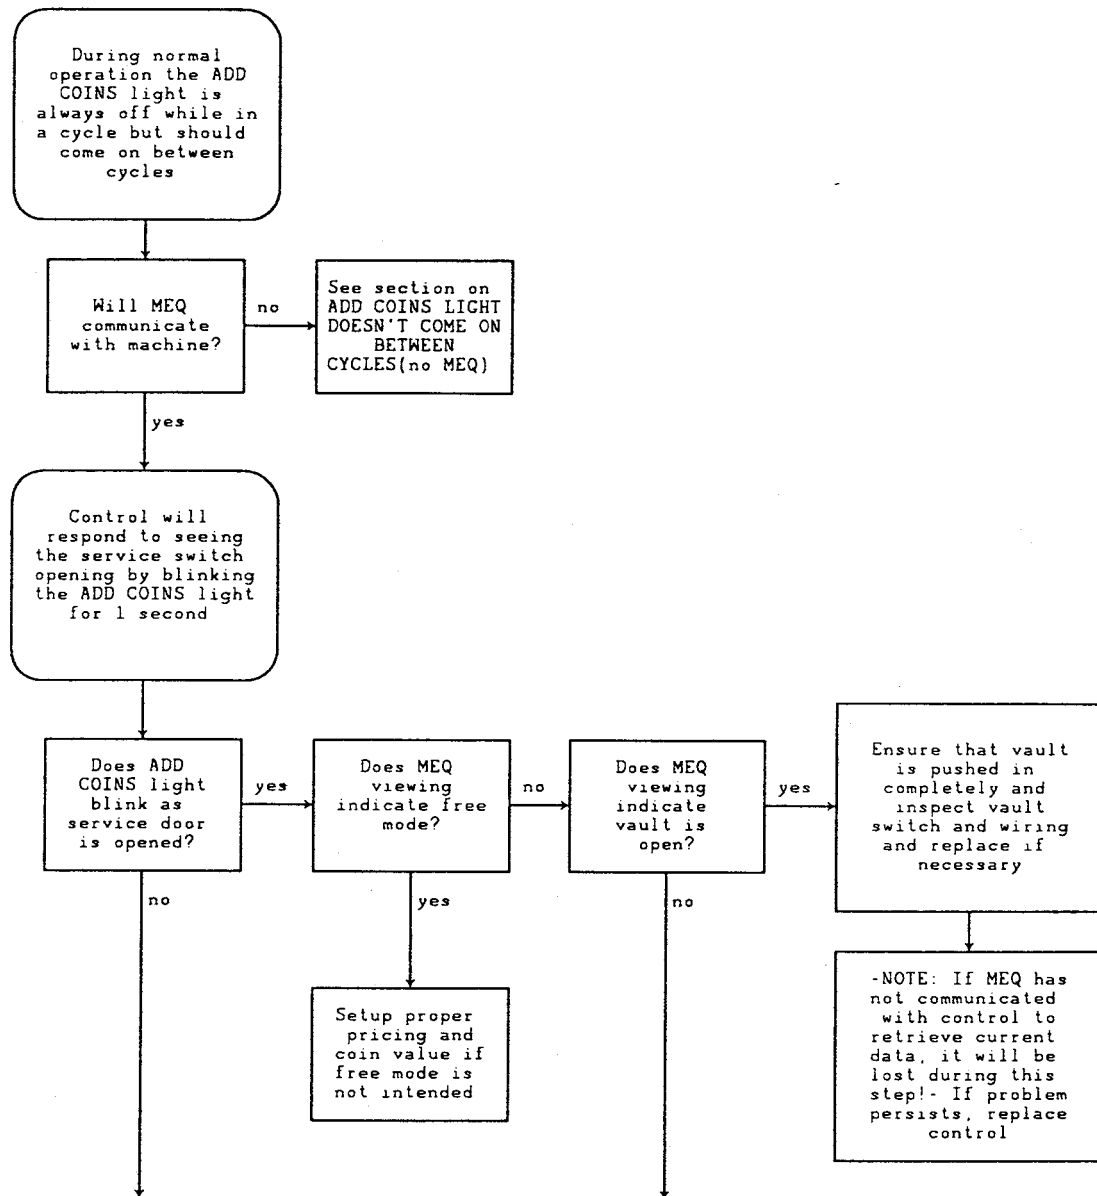 During normal
operation the ADD
COINS light is
always off while in
a cycle but should
come on between
cycles
Will MEQ
communicate
with machine?
no
See section on
ADD COINS LIGHT
DOESN'T COME ON
BETWEEN
CYCLES(no MEQ)
yes
Control will
respond to seeing
the service switch
opening by blinking
the ADD COINS light
for 1 second
Does ADD
COINS light
blink as
service door
is opened?
yes
Does MEQ
viewing
indicate free
mode?
no
Does MEQ
viewing
indicate
vault is
open?
yes
Ensure that vault
is pushed in
completely and
inspect vault
switch and wiring
and replace if
necessary
no
yes
no
Setup proper
pricing and
coin value if
free mode is
not intended
-NOTE: If MEQ has
not communicated
with control to
retrieve current
data, it will be
lost during this
step!- If problem
persists, replace
control